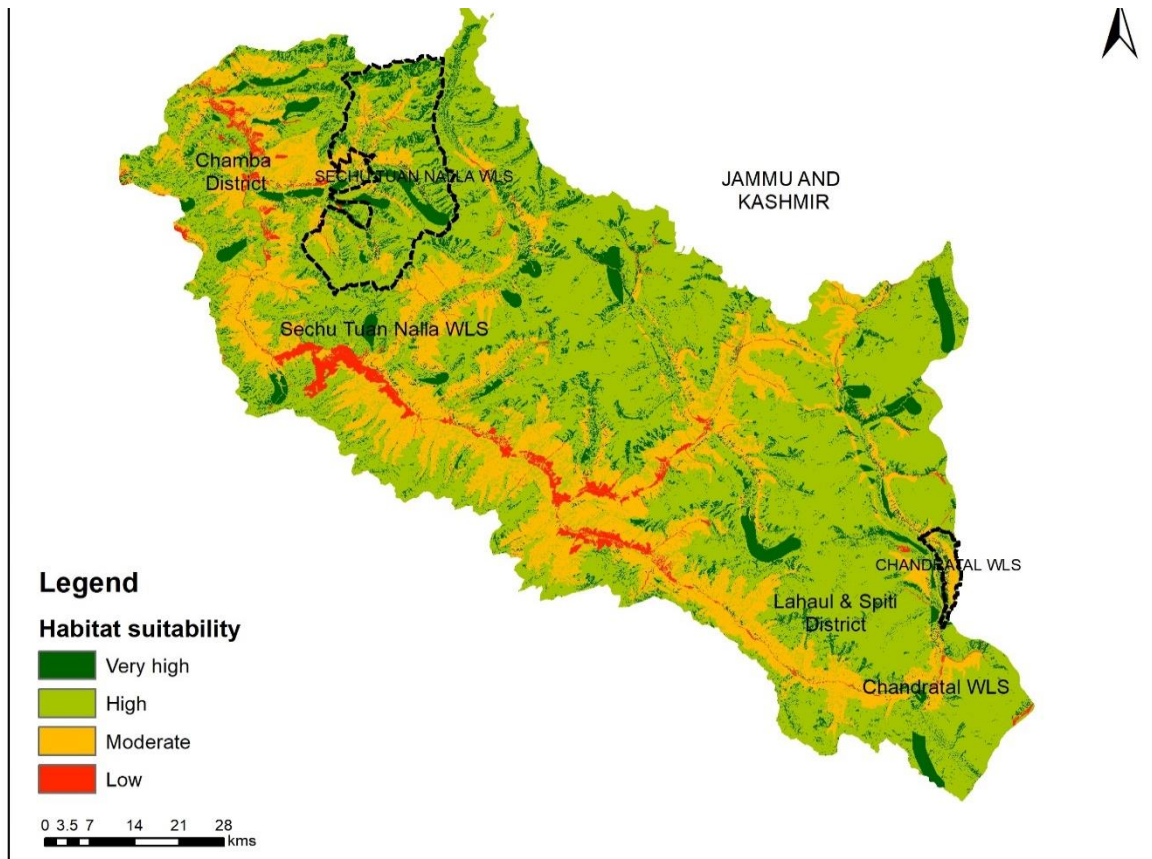 Chamba
District
SECHU TUAN NALLA WLS
JAMMU AND
KASHMIR
Sechu Tuan Nalla WLS
CHANDRATAL WLS
Lahaul & Spiti
District
Chandratal WLS
Legend
Habitat suitability
Very high
High
Moderate
Low
0 3.5 7 14 21 28
kms